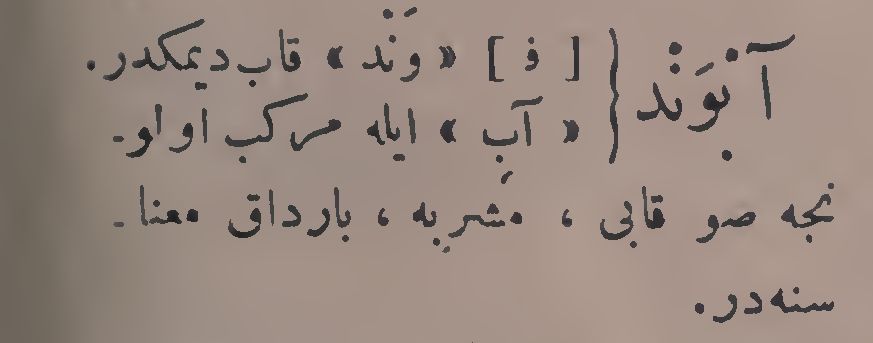 آبْوَنْد { [ ف ] « وَنْد » قاب دیمکدر.
« آب » ایله مرکب اولو-
نجه صو قابی ، مشربه ، بارداق معنا-
سنه‌در.